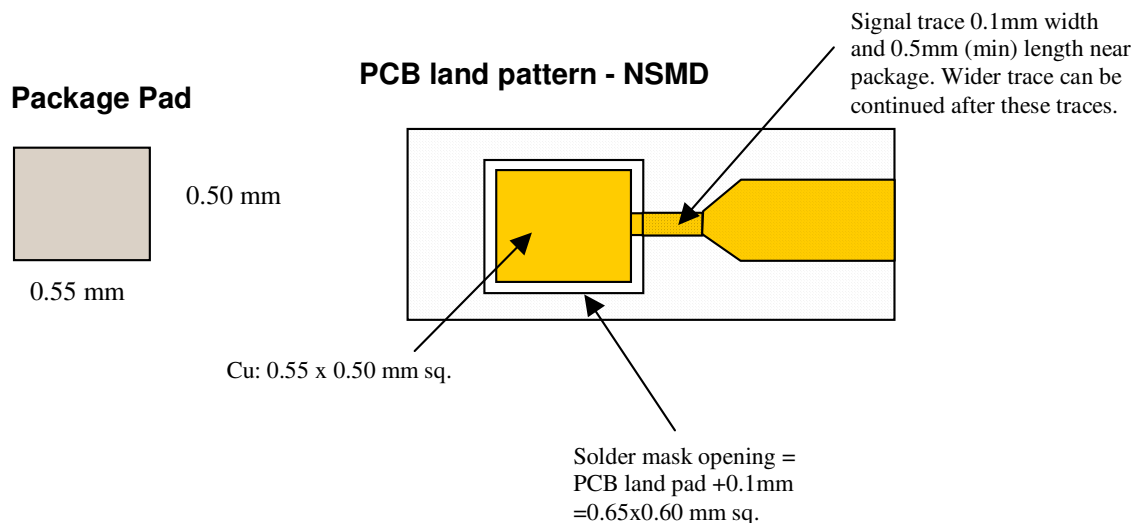 Signal trace 0.1mm width
and 0.5mm (min) length near
package. Wider trace can be
continued after these traces.
PCB land pattern - NSMD
Package Pad
0.50 mm
0.55 mm
Cu: 0.55 x 0.50 mm sq.
Solder mask opening =
PCB land pad +0.1mm
=0.65x0.60 mm sq.